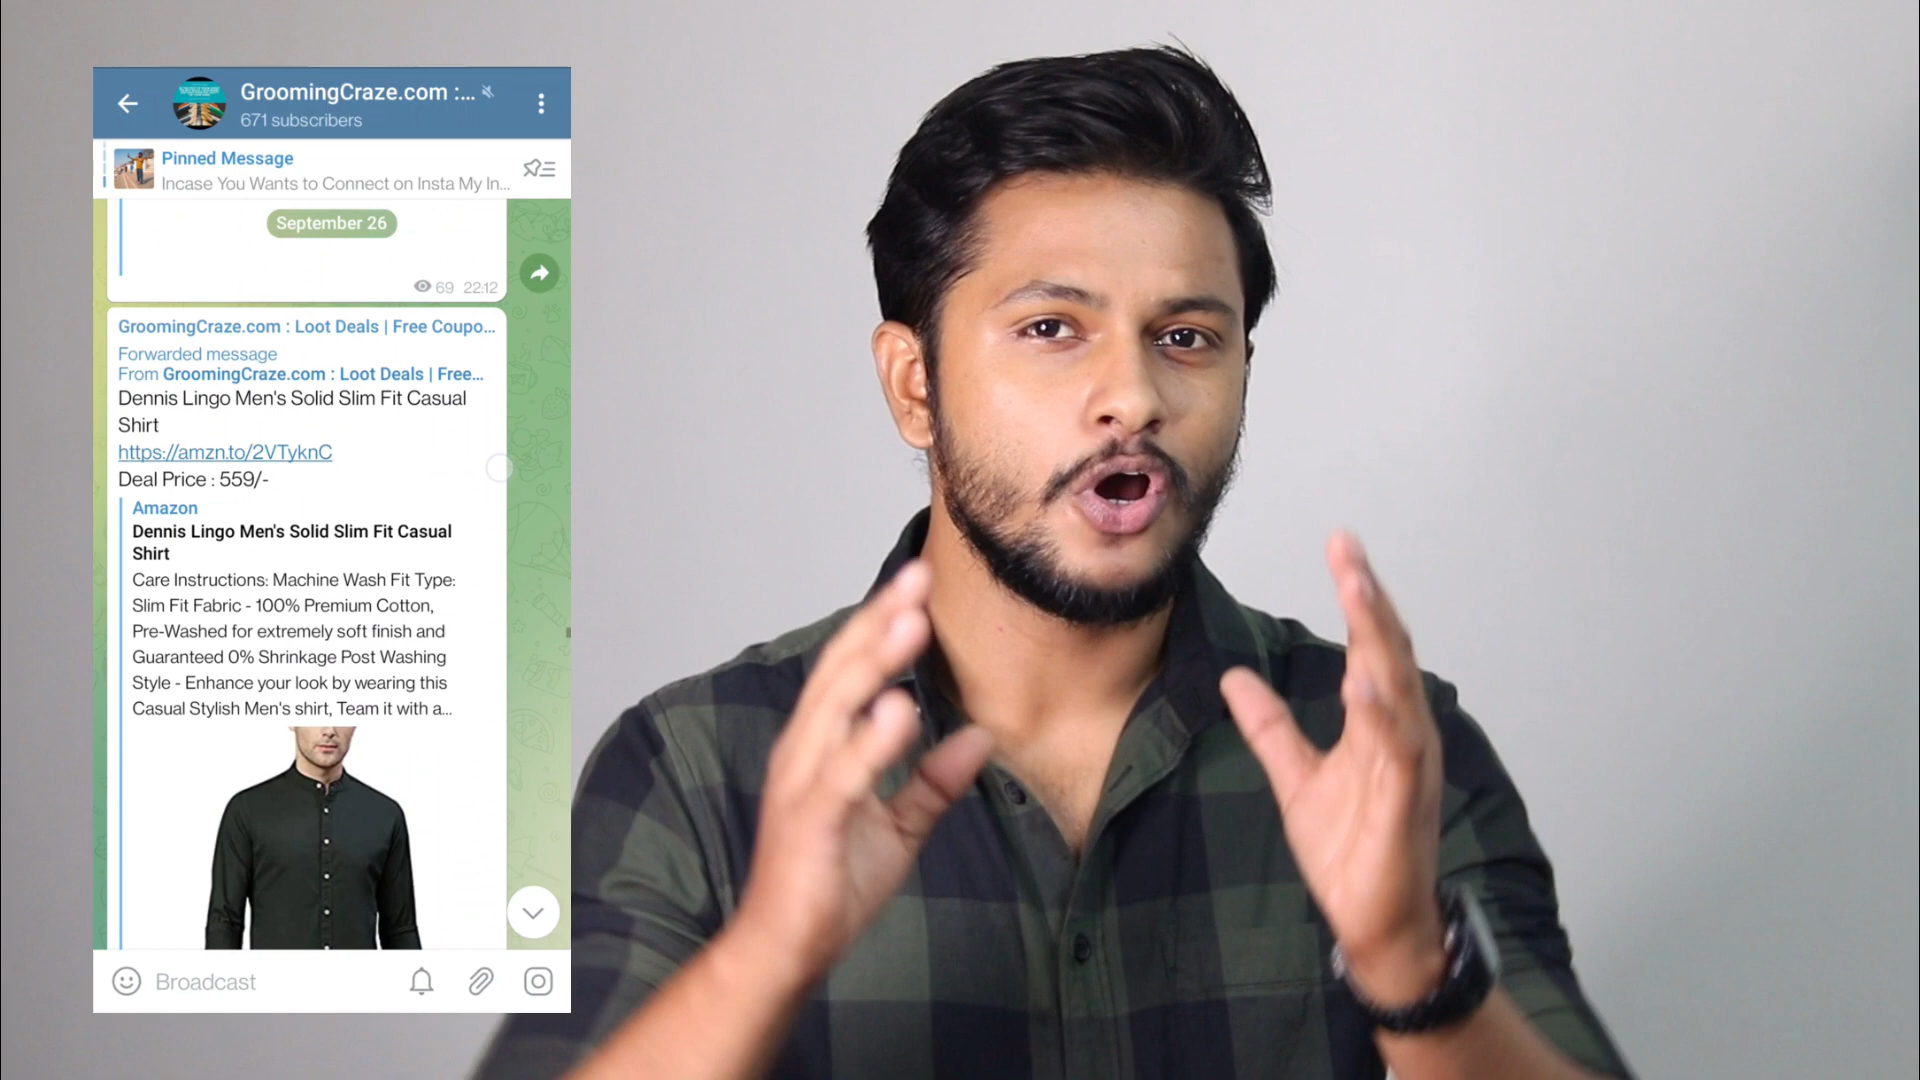 GroomingCraze.com :...
671 subscribers
Pinned Message
Incase You Wants to Connect on Insta My In...
September 26
69 22:12
GroomingCraze.com : Loot Deals | Free Coupo...
Forwarded message
From GroomingCraze.com : Loot Deals | Free...
Dennis Lingo Men's Solid Slim Fit Casual
Shirt
https://amzn.to/2VTyknC
Deal Price : 559/-
Amazon
Dennis Lingo Men's Solid Slim Fit Casual
Shirt
Care Instructions: Machine Wash Fit Type:
Slim Fit Fabric - 100% Premium Cotton,
Pre-Washed for extremely soft finish and
Guaranteed 0% Shrinkage Post Washing
Style - Enhance your look by wearing this
Casual Stylish Men's shirt, Team it with a...
Broadcast